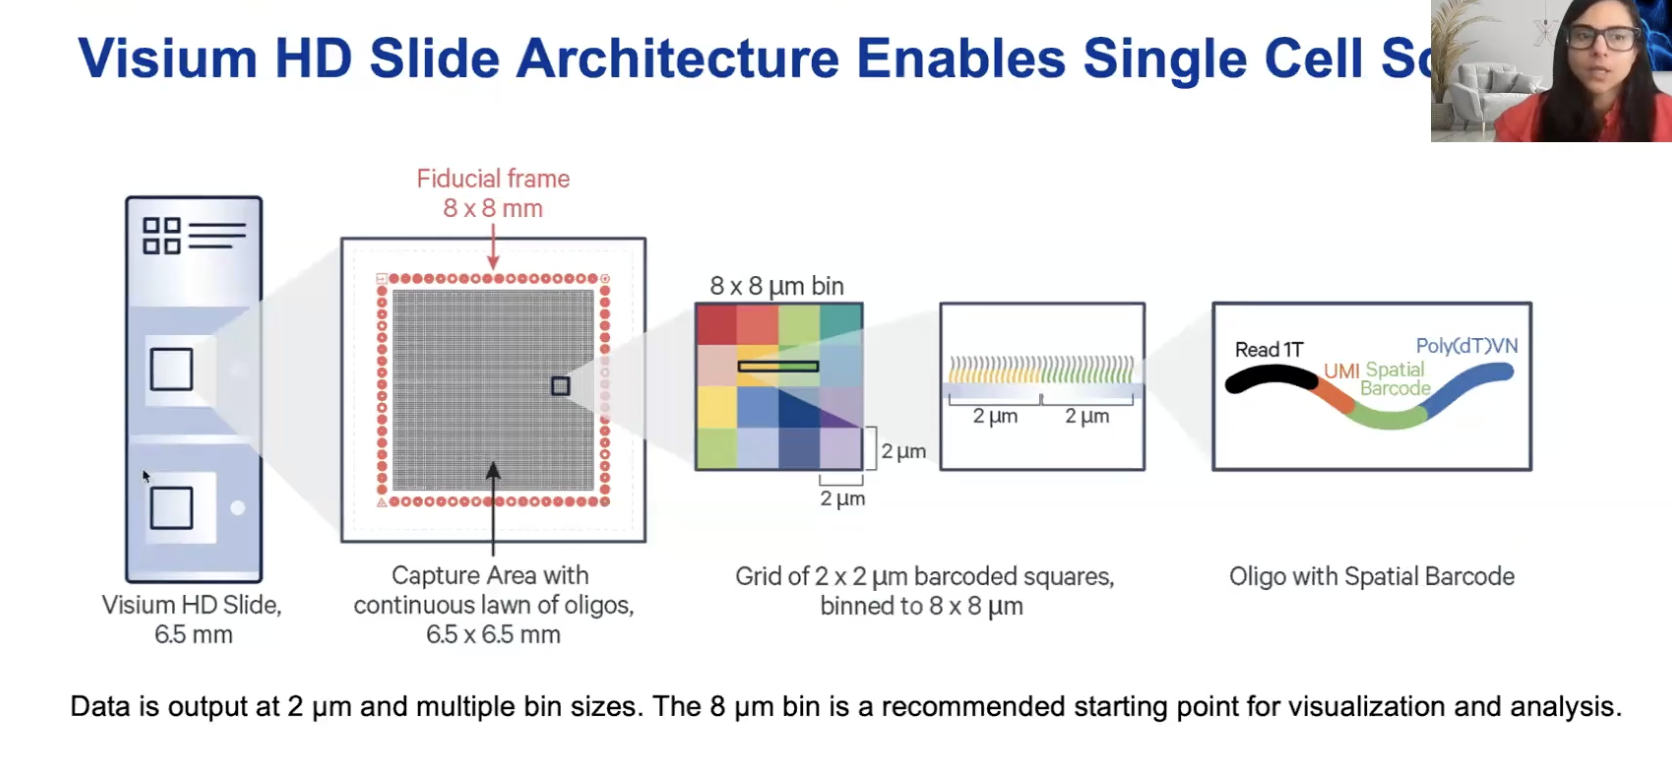 Visium HD Slide Architecture Enables Single Cell
Fiducial frame
8 x 8 mm
8 x 8 µm bin
Read 1T
UMI
Spatial
Barcode
Poly(dT)VN
2 µm
2 µm
2 µm
2 µm
Visium HD Slide,
6.5 mm
Capture Area with
continuous lawn of oligos,
6.5 x 6.5 mm
Grid of 2 x 2 µm barcoded squares,
binned to 8 x 8 µm
Oligo with Spatial Barcode
Data is output at 2 µm and multiple bin sizes. The 8 µm bin is a recommended starting point for visualization and analysis.